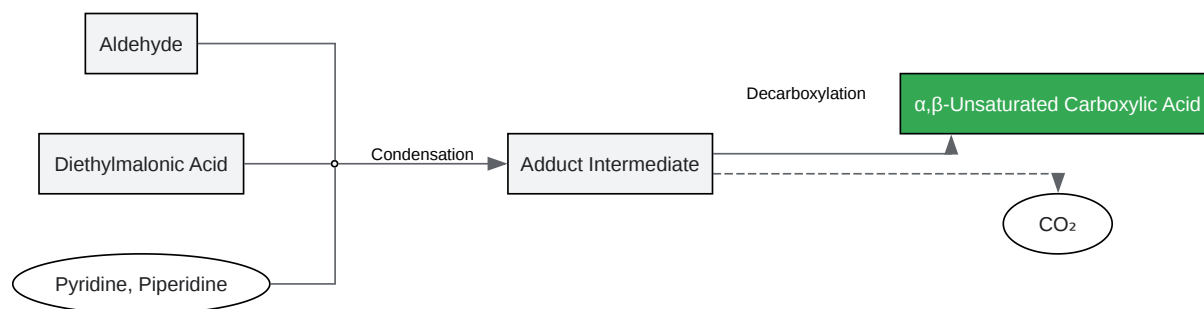 Aldehyde
Diethylmalonic Acid
Pyridine, Piperidine
Condensation
Adduct Intermediate
Decarboxylation
α,β-Unsaturated Carboxylic Acid
CO₂